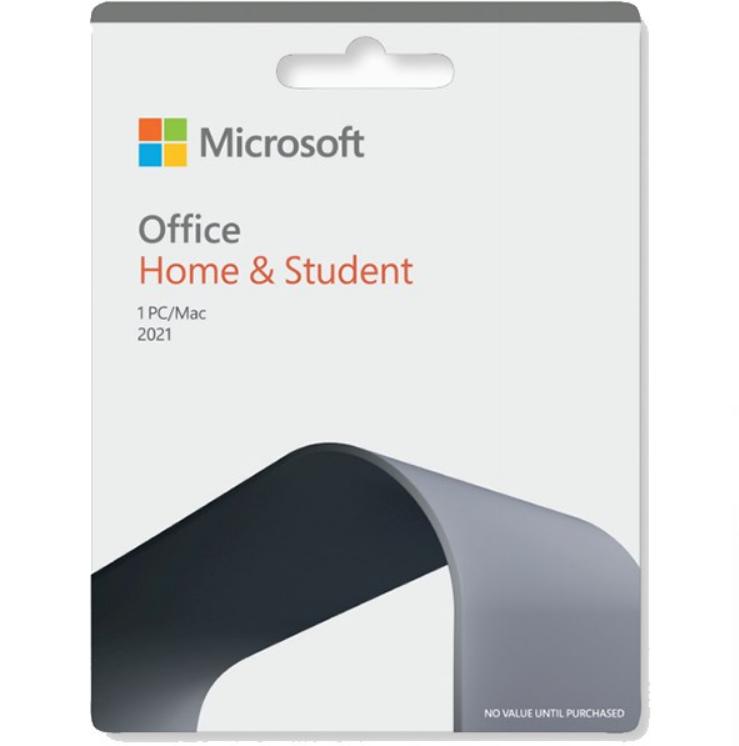 Microsoft
Office
Home & Student
1 PC/Mac
2021
NO VALUE UNTIL PURCHASED